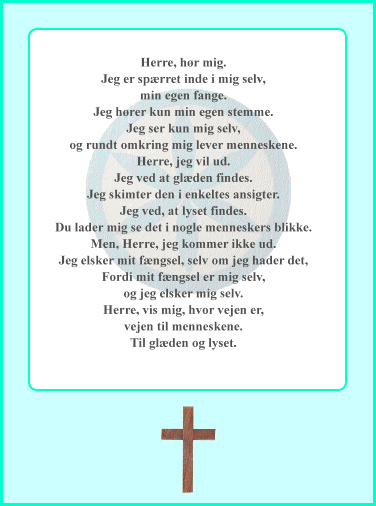 Herre, hør mig.
Jeg er spærret inde i mig selv,
min egen fange.
Jeg hører kun min egen stemme.
Jeg ser kun mig selv,
og rundt omkring mig lever menneskene.
Herre, jeg vil ud.
Jeg ved at glæden findes.
Jeg skimter den i enkeltes ansigter.
Jeg ved, at lyset findes.
Du lader mig se det i nogle menneskers blikke.
Men, Herre, jeg kommer ikke ud.
Jeg elsker mit fængsel, selv om jeg hader det,
Fordi mit fængsel er mig selv,
og jeg elsker mig selv.
Herre, vis mig, hvor vejen er,
vejen til menneskene.
Til glæden og lyset.